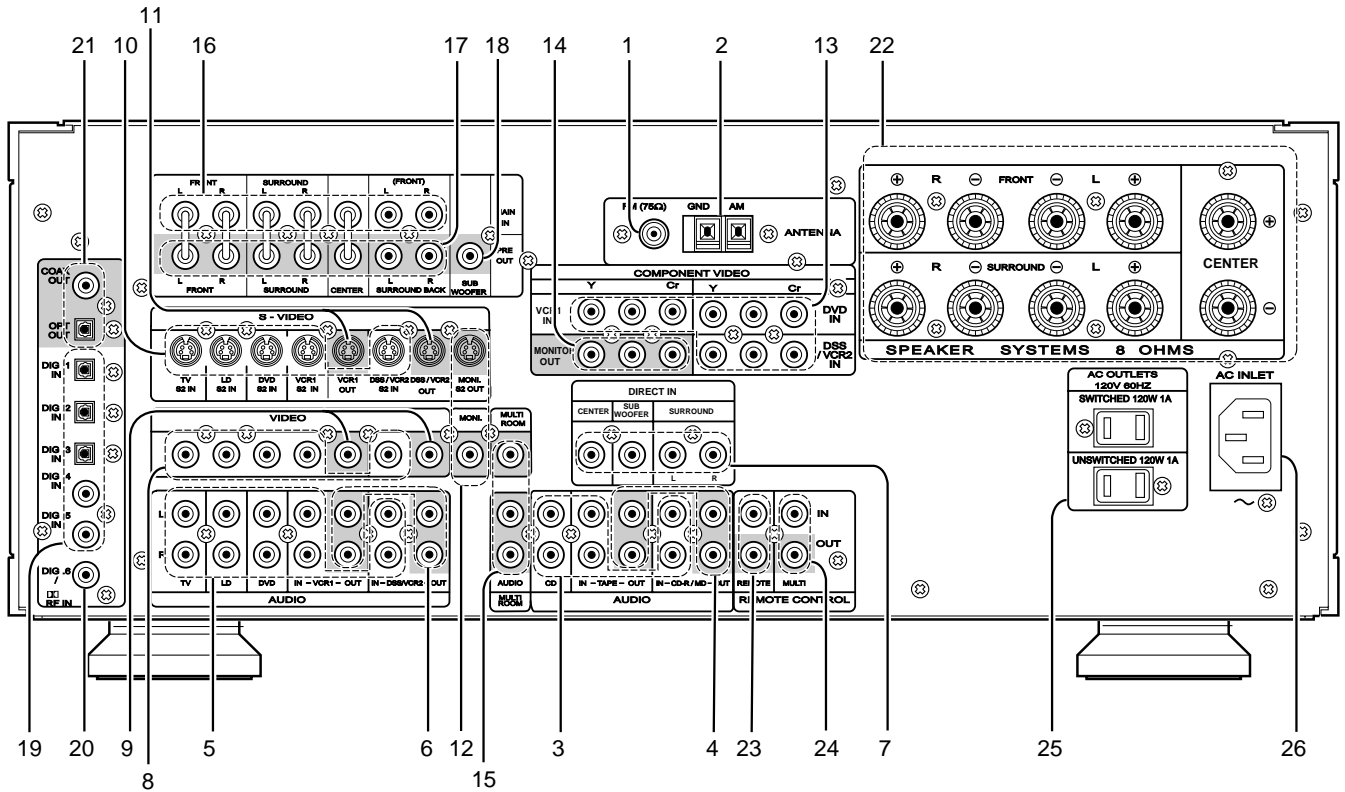 11
21 10 16 17 18 14 1 2 13 22
FRONT SURROUND (FRONT)
L R L R L R
IN
PRE
OUT
L R L R L R
FRONT SURROUND CENTER SURROUND BACK SUB
WOOFER
(75Ω) GND AM
ANTENNA
COMPONENT VIDEO
Y Cr Y Cr
IN
DVD
IN
OUT
DSS
/ VCR2
IN
R FRONT L
R SURROUND L
CENTER
SPEAKER SYSTEMS 8 OHMS
OUT
OUT
DIG .1
IN
DIG .2
IN
DIG .3
IN
DIG .4
IN
DIG .5
IN
DIG .6
/
RF IN
S - VIDEO
TV
S2 IN
LD
S2 IN
DVD
S2 IN
VCR1
S2 IN
VCR1
OUT
DSS / VCR2
S2 IN
DSS / VCR2
OUT
MONI.
S2 OUT
VIDEO
MONI.
MULTI
ROOM
DIRECT IN
CENTER SUB
WOOFER
SURROUND
L R
L
R
TV LD DVD IN - VCR1 - OUT IN - DSS/VCR2 - OUT
AUDIO
AUDIO
MULTI
ROOM
CD IN - TAPE - OUT IN - CD-R / MD - OUT
AUDIO
IN
OUT
MULTI
REMOTE CONTROL
AC OUTLETS
120V 60HZ
SWITCHED 120W 1A
UNSWITCHED 120W 1A
AC INLET
19 20 9 5 6 12 3 4 23 24 7 25 26
8 15